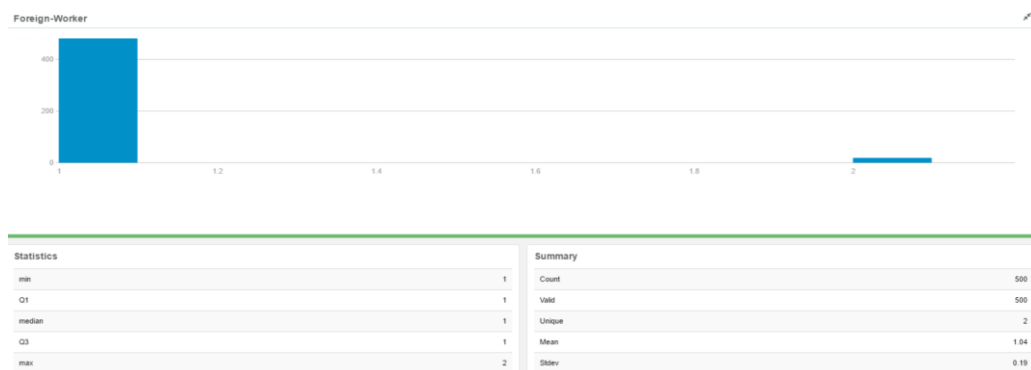 Foreign-Worker
400
200
0
1 1.2 1.4 1.6 1.8 2
Statistics
min 1
Q1 1
median 1
Q3 1
max 2
Summary
Count 500
Valid 500
Unique 2
Mean 1.04
Stdev 0.19